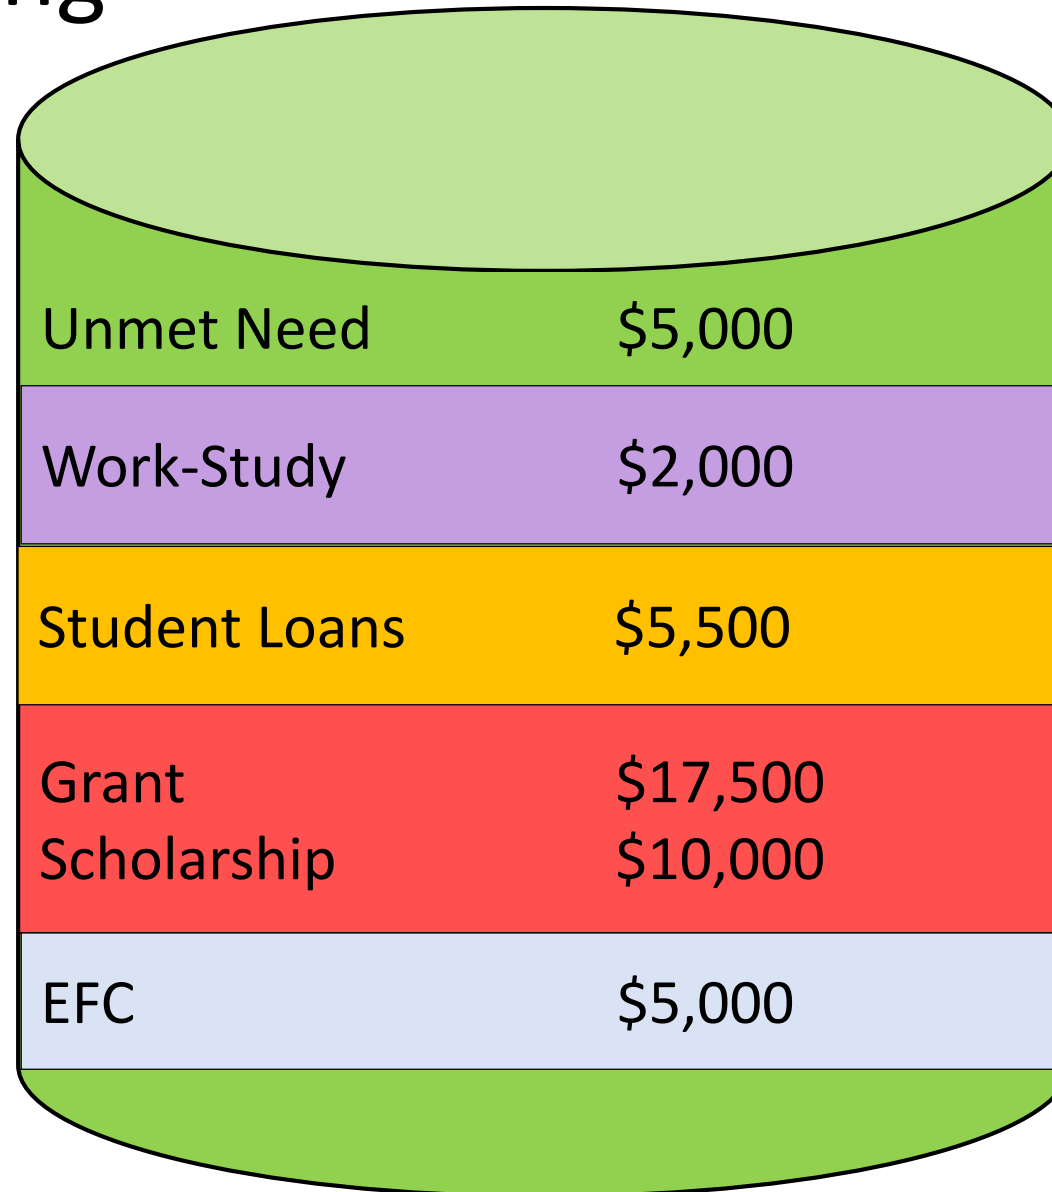 Unmet Need $5,000
Work-Study $2,000
Student Loans $5,500
Grant $17,500
Scholarship $10,000
EFC $5,000